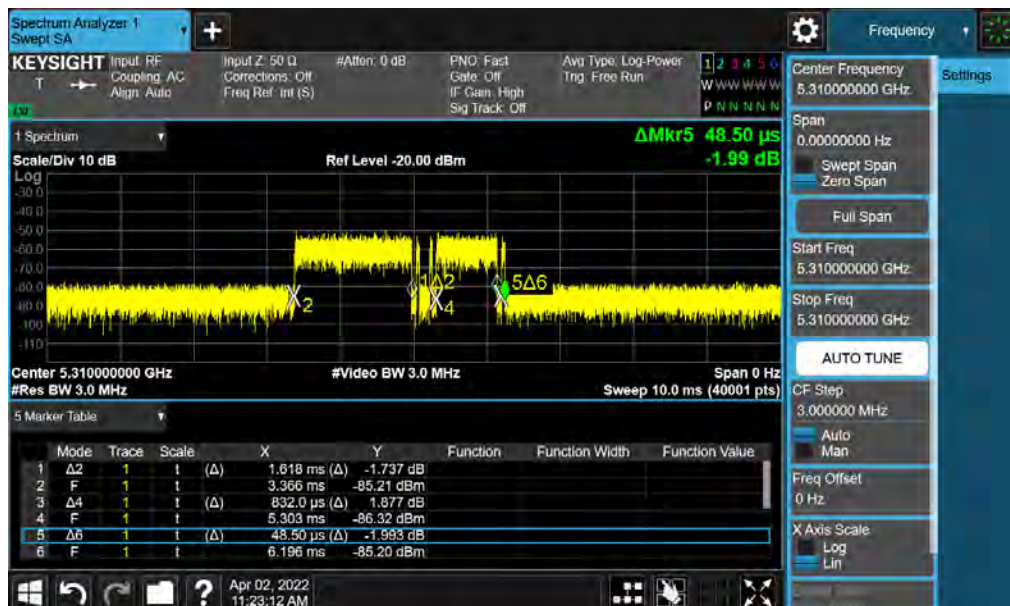 Spectrum Analyzer 1
Swept SA
+
Frequency
KEYSIGHT Input: RF Input Z: 50 Ω #Atten: 0 dB PNO: Fast Avg Type: Log-Power 1 2 3 4 5 6
T Coupling: AC Corrections: Off Gate: Off Trig: Free Run W W W W W W
Align: Auto Freq Ref: Int (S) IF Gain: High P N N N N N
Sig Track: Off
Center Frequency
5.310000000 GHz
Settings
Span
0.00000000 Hz
Swept Span
Zero Span
Full Span
Start Freq
5.310000000 GHz
Stop Freq
5.310000000 GHz
AUTO TUNE
CF Step
3.000000 MHz
Auto
Man
Freq Offset
0 Hz
X Axis Scale
Log
Lin
1 Spectrum
ΔMkr5 48.50 µs
Scale/Div 10 dB Ref Level -20.00 dBm -1.99 dB
Log
-30.0
-40.0
-50.0
-60.0
-70.0
-80.0
-90.0
-100
-110
2
1Δ2
4
5Δ6
Center 5.310000000 GHz #Video BW 3.0 MHz Span 0 Hz
#Res BW 3.0 MHz Sweep 10.0 ms (40001 pts)
5 Marker Table
Mode Trace Scale X Y Function Function Width Function Value
1 Δ2 1 t (Δ) 1.618 ms (Δ) -1.737 dB
2 F 1 t 3.366 ms -85.21 dBm
3 Δ4 1 t (Δ) 832.0 µs (Δ) 1.877 dB
4 F 1 t 5.303 ms -86.32 dBm
5 Δ6 1 t (Δ) 48.50 µs (Δ) -1.993 dB
6 F 1 t 6.196 ms -85.20 dBm
?
Apr 02, 2022
11:23:12 AM